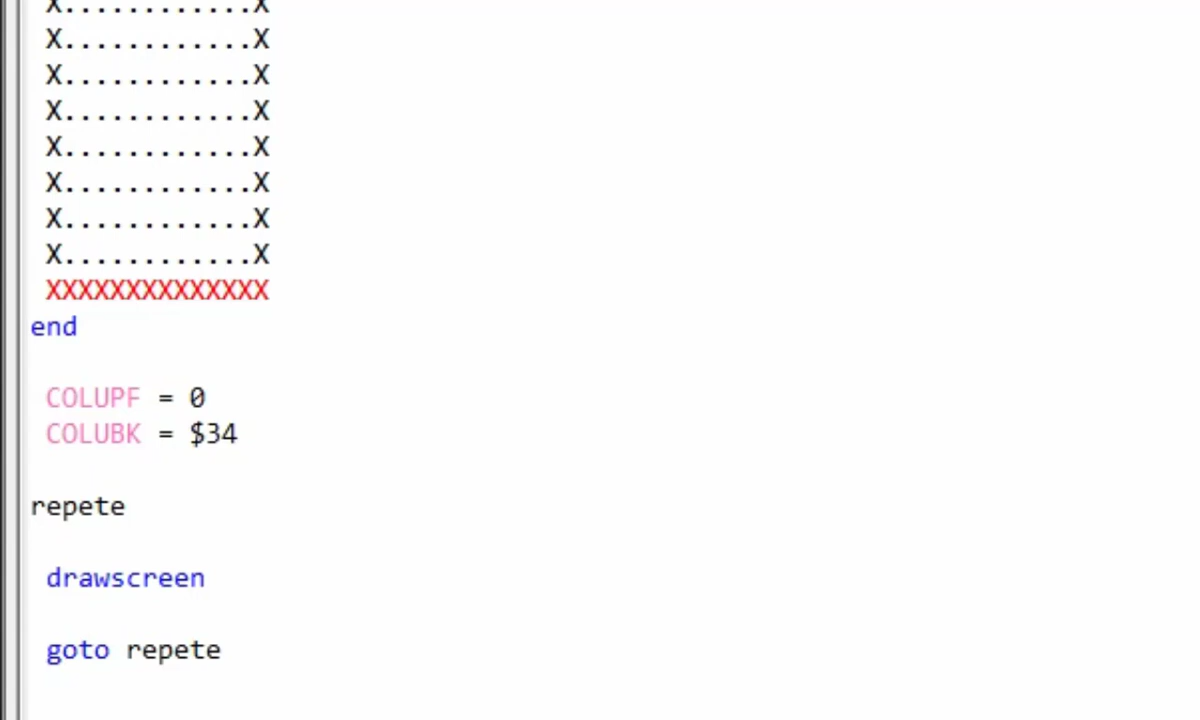 X............X
X............X
X............X
X............X
X............X
X............X
X............X
X............X
XXXXXXXXXXXXXX
end
COLUPF = 0
COLUBK = $34
repete
drawscreen
goto repete